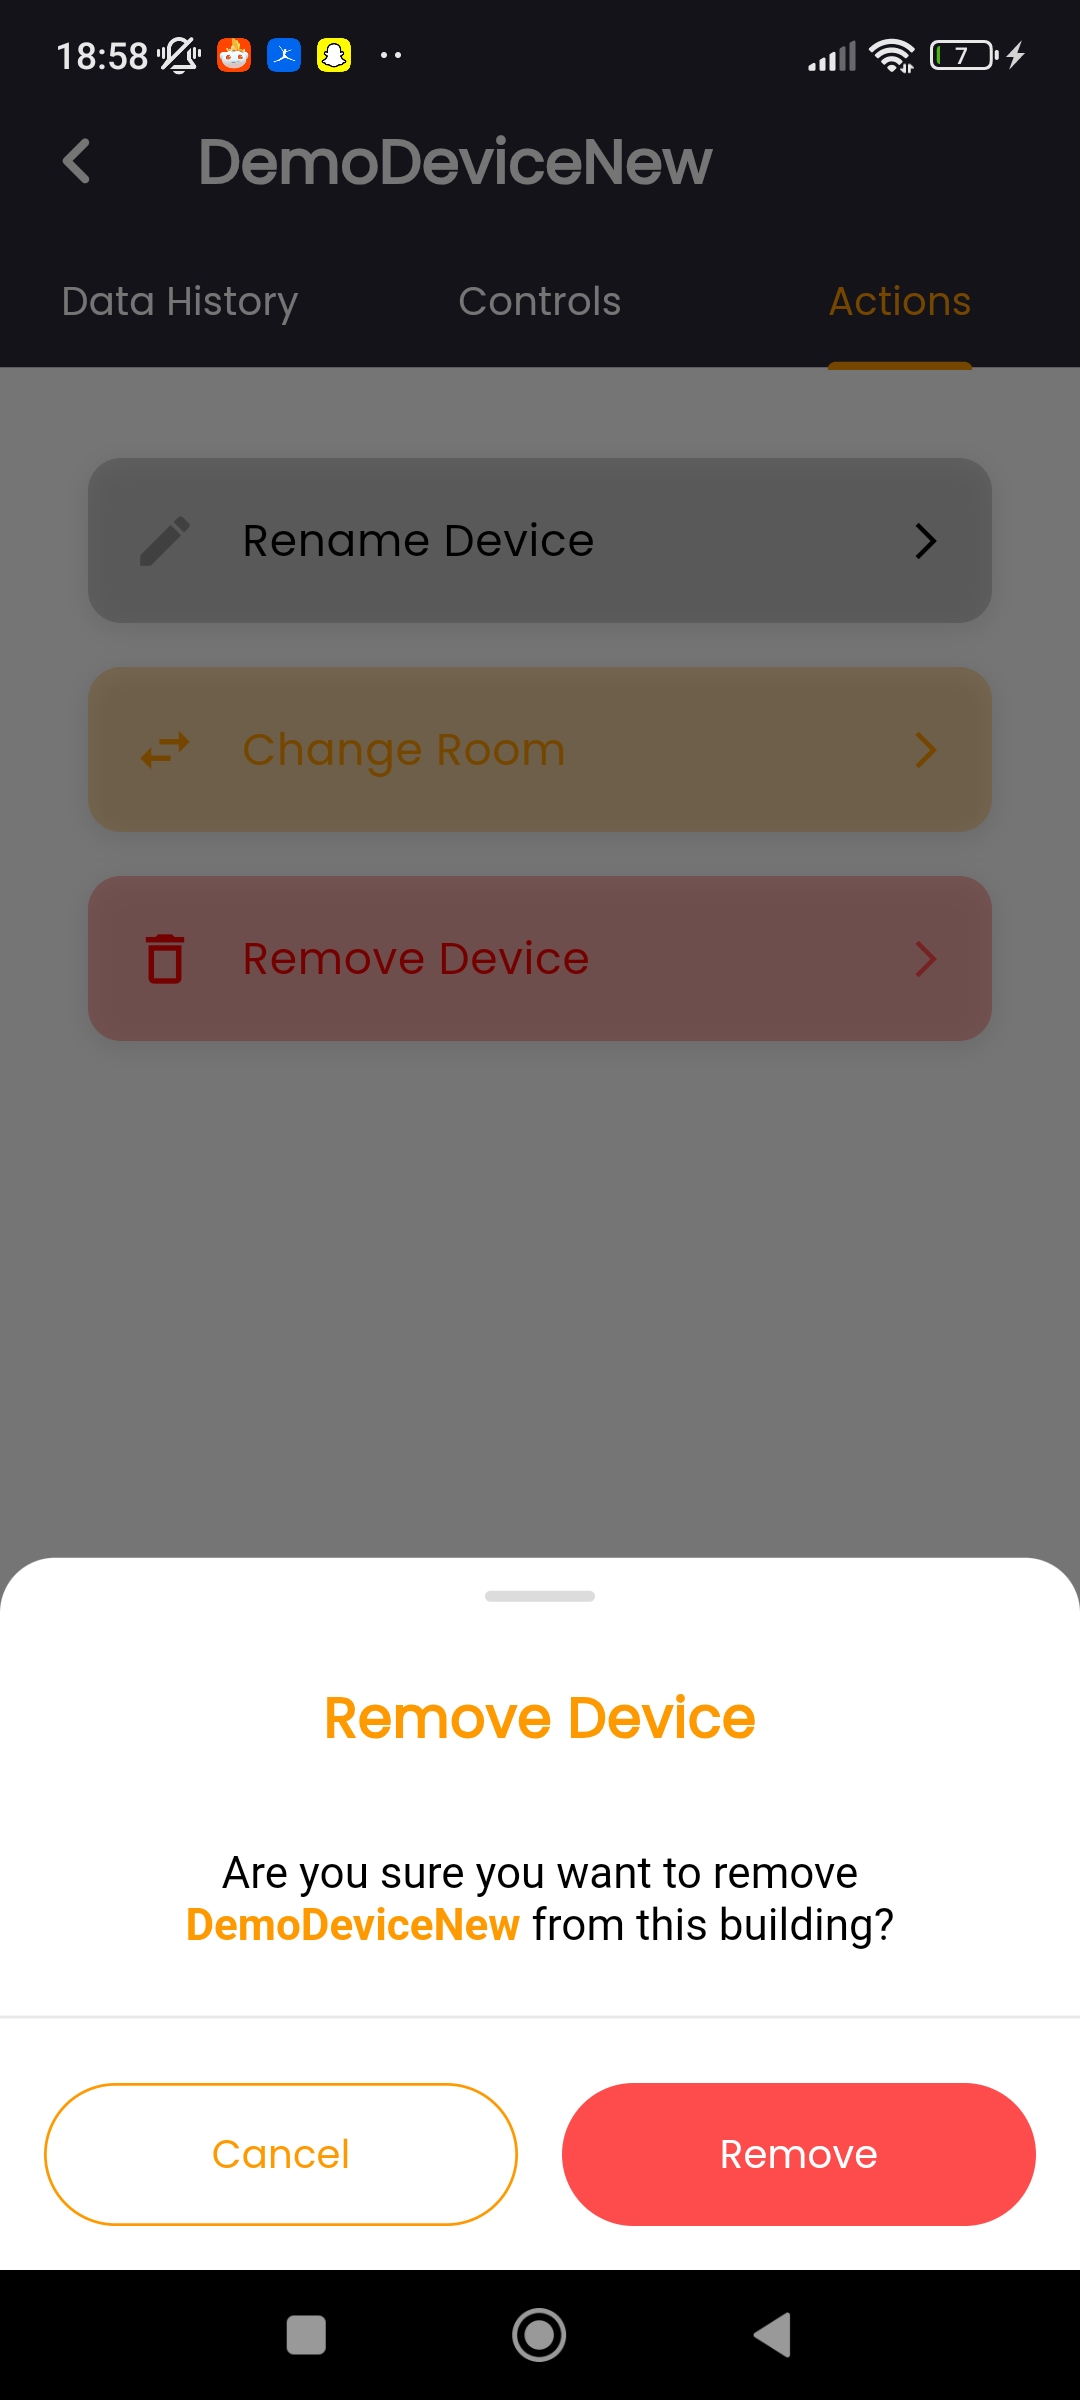 18:58
7
DemoDeviceNew
Data History
Controls
Actions
Rename Device
Change Room
Remove Device
Remove Device
Are you sure you want to remove
DemoDeviceNew from this building?
Cancel
Remove